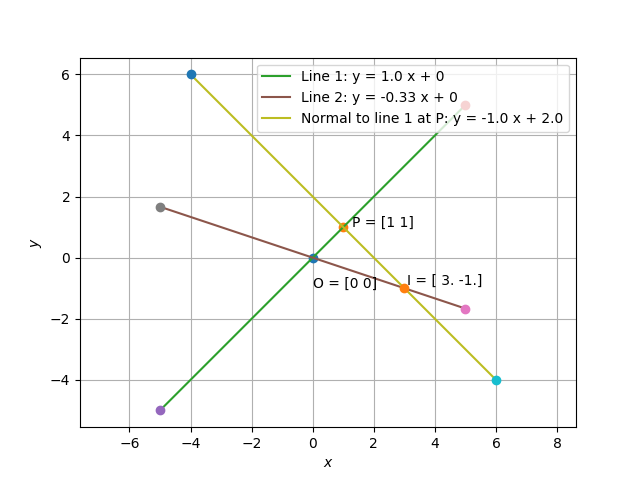 Line 1: y = 1.0 x + 0
Line 2: y = -0.33 x + 0
Normal to line 1 at P: y = -1.0 x + 2.0
6
4
2
0
−2
−4
y
P = [1 1]
I = [ 3. -1.]
O = [0 0]
−6 −4 −2 0 2 4 6 8
x